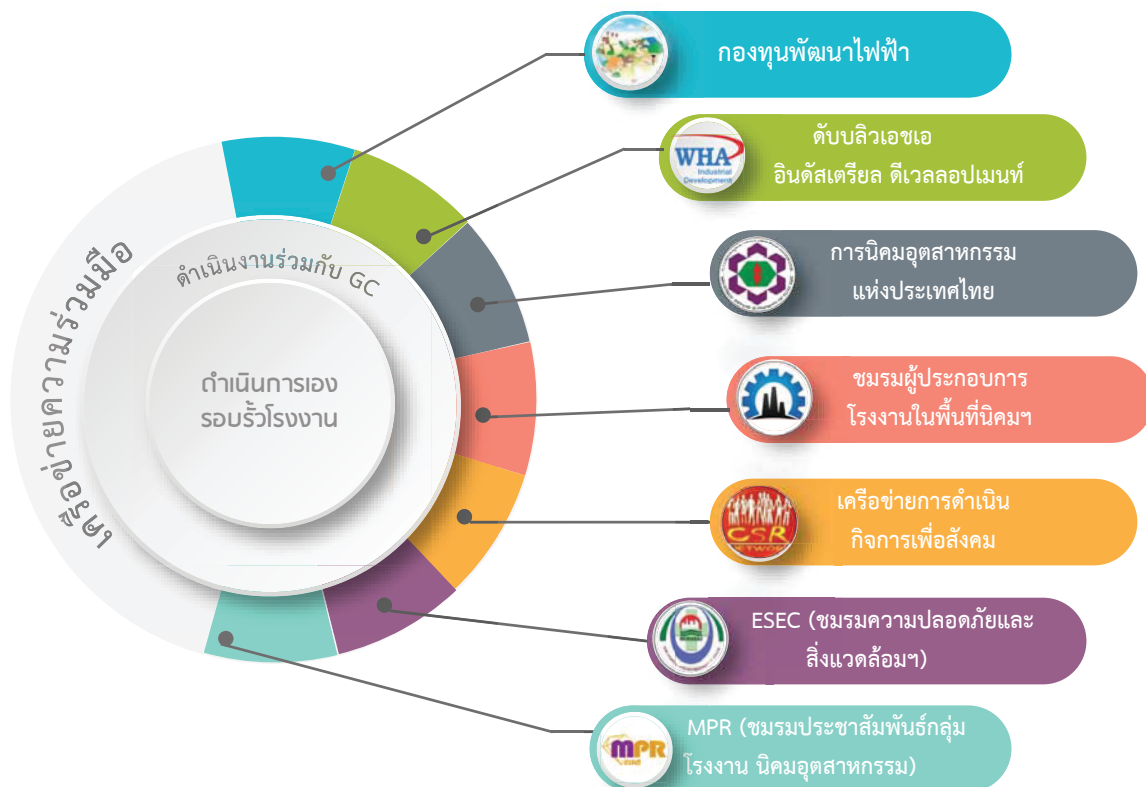 กองทุนพัฒนาไฟฟ้า
WHA
Industrial
Development
ดับบลิวเอชเอ
อินดัสเตรียล ดีเวลลอปเมนท์
การนิคมอุตสาหกรรม
แห่งประเทศไทย
ชมรมผู้ประกอบการ
โรงงานในพื้นที่นิคมฯ
CSR
NETWORK
เครือข่ายการดำเนิน
กิจการเพื่อสังคม
ESEC (ชมรมความปลอดภัยและ
สิ่งแวดล้อมฯ)
MPR
MPR (ชมรมประชาสัมพันธ์กลุ่ม
โรงงาน นิคมอุตสาหกรรม)
เครือข่ายความร่วมมือ
ดำเนินงานร่วมกับ GC
ดำเนินการเอง
รอบรั้วโรงงาน